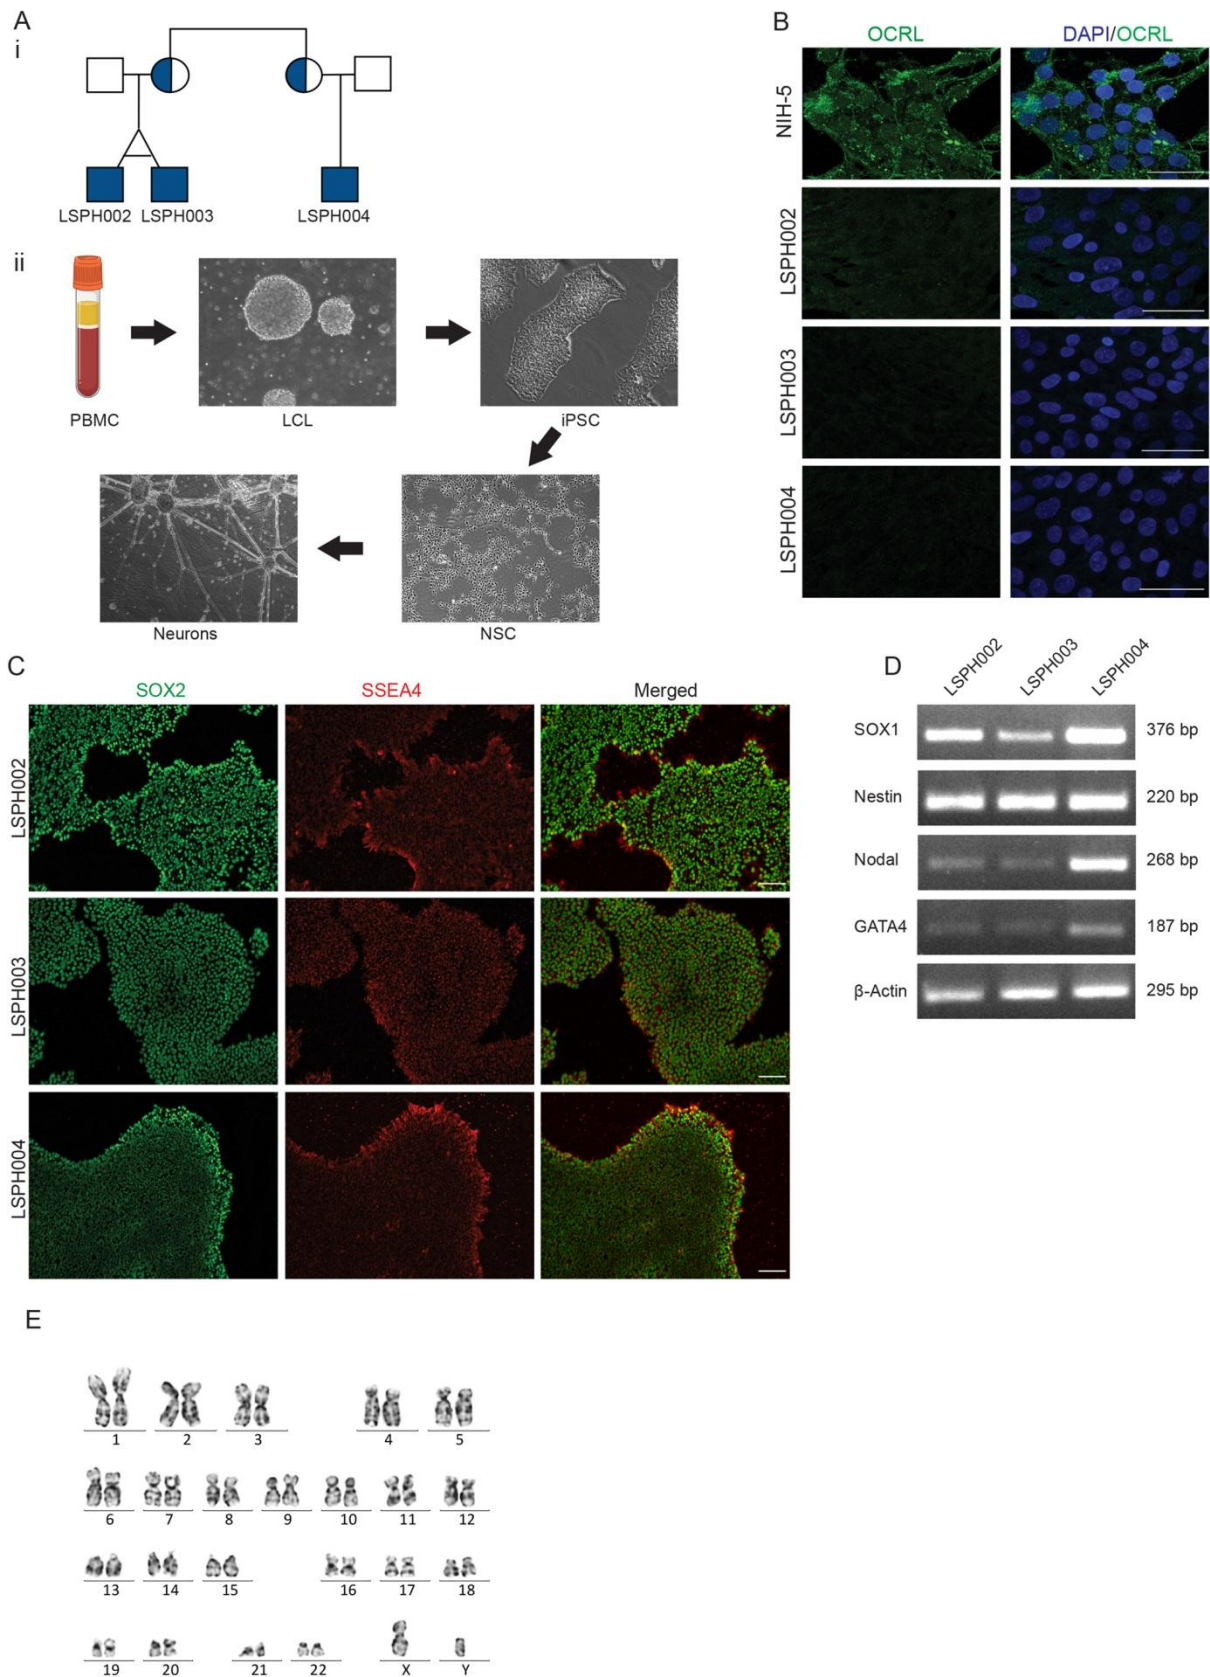 A
i
LSPH002 LSPH003
LSPH004
ii
PBMC
LCL
iPSC
Neurons
NSC
B
OCRL
DAPI/OCRL
NIH-5
LSPH002
LSPH003
LSPH004
C
SOX2
SSEA4
Merged
LSPH002
LSPH003
LSPH004
D
LSPH002
LSPH003
LSPH004
SOX1
376 bp
Nestin
220 bp
Nodal
268 bp
GATA4
187 bp
β-Actin
295 bp
E
1 2 3 4 5
6 7 8 9 10 11 12
13 14 15 16 17 18
19 20 21 22 X Y